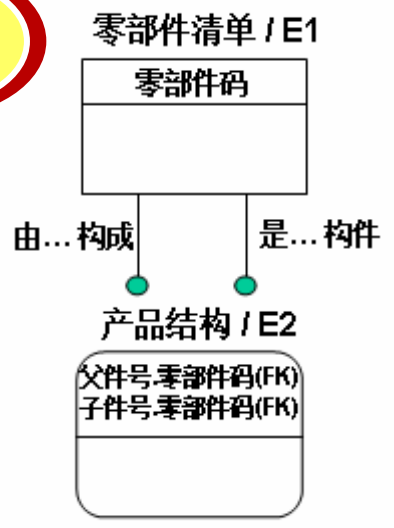 零部件清单 / E1
零部件码
由… 构成
是… 构件
产品结构 / E2
父件号.零部件码(FK)
子件号.零部件码(FK)